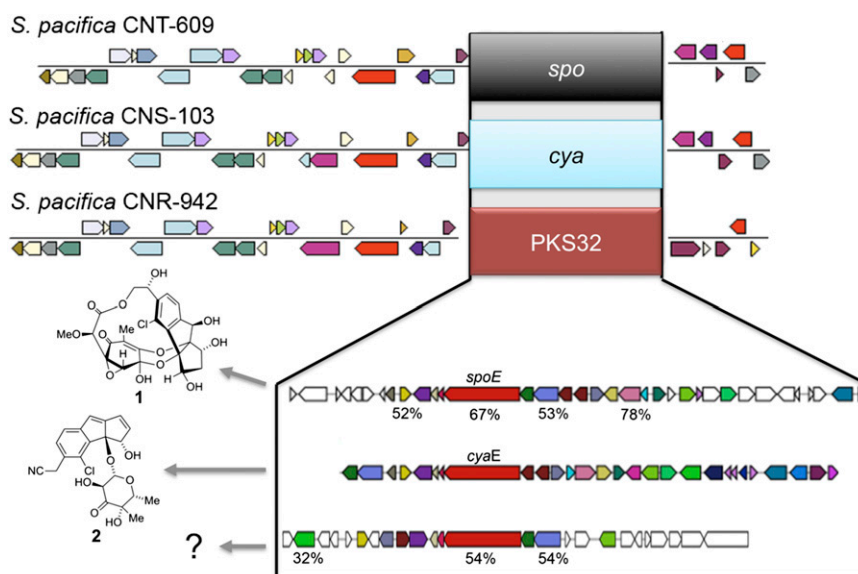 S. pacifica CNT-609
spo
S. pacifica CNS-103
cya
S. pacifica CNR-942
PKS32
OH
O
O
O
Cl
OH
MeO
O
Me
O
OH
H
O
O
O
OH
H
OH
1
spoE
52%
67%
53%
78%
NC
Cl
OH
O
HO
O
Me
O
Me
OH
2
cyaE
?
32%
54%
54%